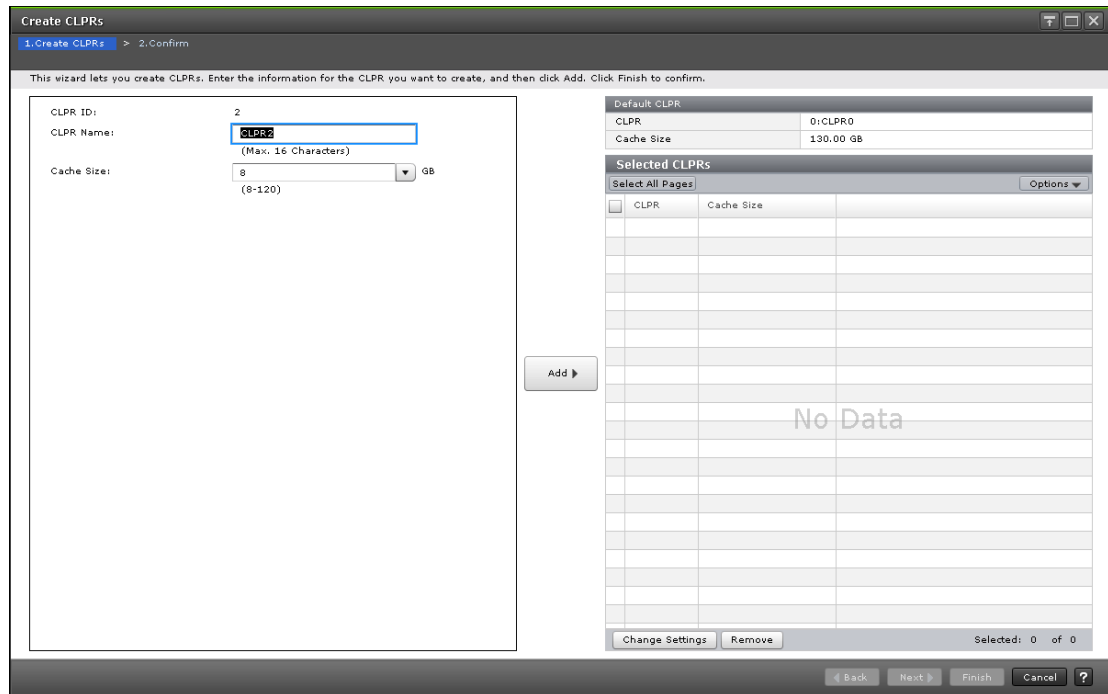 Create CLPRs
1.Create CLPRs > 2.Confirm
This wizard lets you create CLPRs. Enter the information for the CLPR you want to create, and then click Add. Click Finish to confirm.
CLPR ID: 2
CLPR Name: CLPR2
(Max. 16 Characters)
Cache Size: 8 GB
(8-120)
Add
Default CLPR
CLPR 0:CLPR0
Cache Size 130.00 GB
Selected CLPRs
Select All Pages Options
CLPR Cache Size
No Data
Change Settings Remove Selected: 0 of 0
Back Next Finish Cancel ?